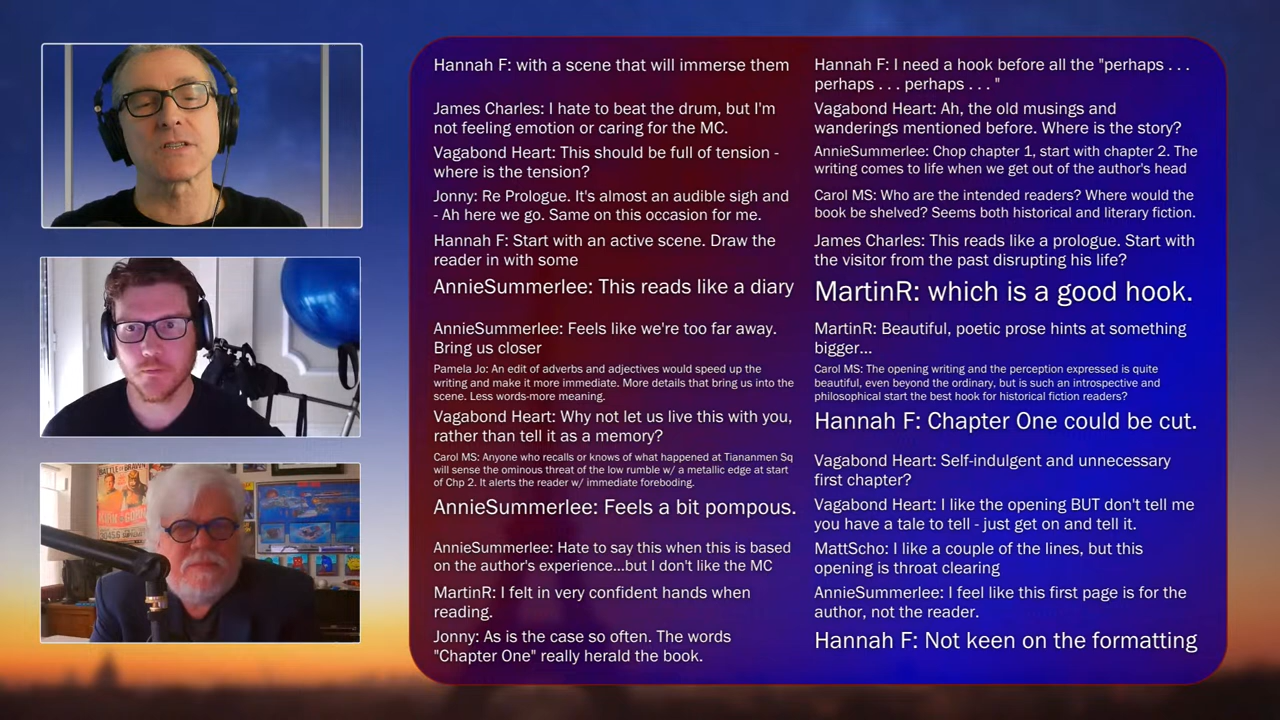 Hannah F: with a scene that will immerse them
James Charles: I hate to beat the drum, but I'm
not feeling emotion or caring for the MC.
Vagabond Heart: This should be full of tension -
where is the tension?
Jonny: Re Prologue. It's almost an audible sigh and
- Ah here we go. Same on this occasion for me.
Hannah F: Start with an active scene. Draw the
reader in with some
AnnieSummerlee: This reads like a diary
AnnieSummerlee: Feels like we're too far away.
Bring us closer
Pamela Jo: An edit of adverbs and adjectives would speed up the
writing and make it more immediate. More details that bring us into the
scene. Less words-more meaning.
Vagabond Heart: Why not let us live this with you,
rather than tell it as a memory?
Carol MS: Anyone who recalls or knows of what happened at Tiananmen Sq
will sense the ominous threat of the low rumble w/ a metallic edge at start
of Chp 2. It alerts the reader w/ immediate foreboding.
AnnieSummerlee: Feels a bit pompous.
AnnieSummerlee: Hate to say this when this is based
on the author's experience...but I don't like the MC
MartinR: I felt in very confident hands when
reading.
Jonny: As is the case so often. The words
"Chapter One" really herald the book.
Hannah F: I need a hook before all the "perhaps . . .
perhaps . . . perhaps . . . "
Vagabond Heart: Ah, the old musings and
wanderings mentioned before. Where is the story?
AnnieSummerlee: Chop chapter 1, start with chapter 2. The
writing comes to life when we get out of the author's head
Carol MS: Who are the intended readers? Where would the
book be shelved? Seems both historical and literary fiction.
James Charles: This reads like a prologue. Start with
the visitor from the past disrupting his life?
MartinR: which is a good hook.
MartinR: Beautiful, poetic prose hints at something
bigger...
Carol MS: The opening writing and the perception expressed is quite
beautiful, even beyond the ordinary, but is such an introspective and
philosophical start the best hook for historical fiction readers?
Hannah F: Chapter One could be cut.
Vagabond Heart: Self-indulgent and unnecessary
first chapter?
Vagabond Heart: I like the opening BUT don't tell me
you have a tale to tell - just get on and tell it.
MattScho: I like a couple of the lines, but this
opening is throat clearing
AnnieSummerlee: I feel like this first page is for the
author, not the reader.
Hannah F: Not keen on the formatting